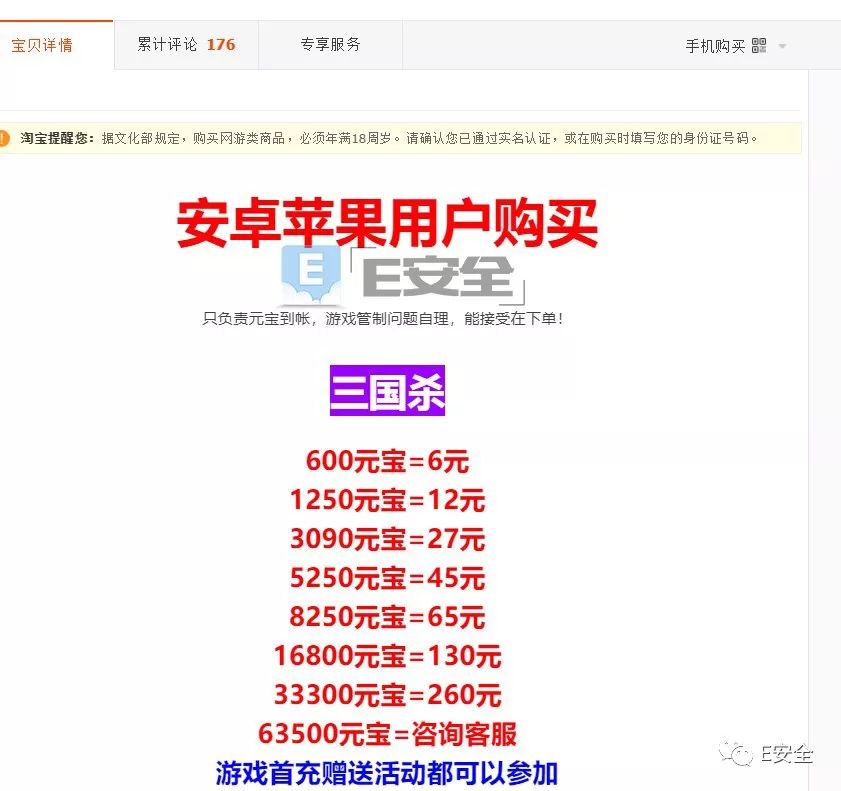 宝贝详情 累计评论 176 专享服务 手机购买
淘宝提醒您：据文化部规定，购买网游类商品，必须年满18周岁。请确认您已通过实名认证，或在购买时填写您的身份证号码。
安卓苹果用户购买
E E安全
只负责元宝到帐，游戏管制问题自理，能接受在下单！
三国杀
600元宝=6元
1250元宝=12元
3090元宝=27元
5250元宝=45元
8250元宝=65元
16800元宝=130元
33300元宝=260元
63500元宝=咨询客服
E安全
游戏首充赠送活动都可以参加